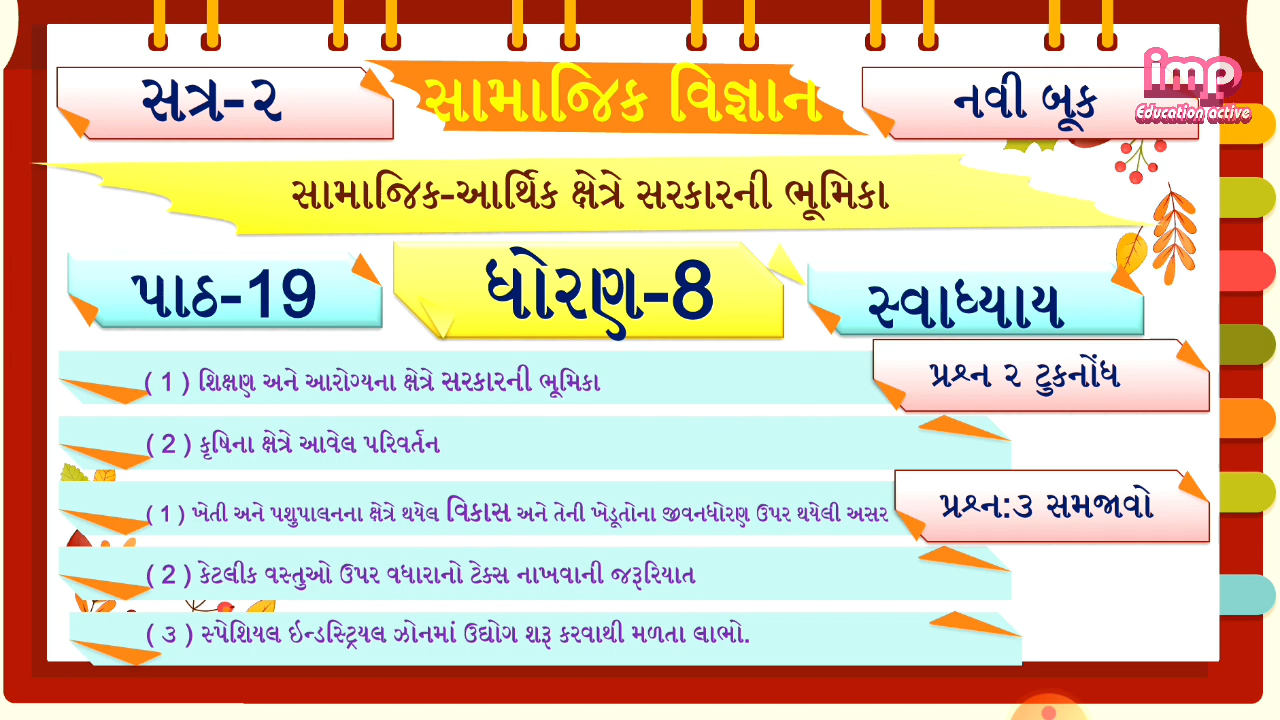 સત્ર-૨
સામાજિક વિજ્ઞાન
નવી બૂક
imp
Education active
સામાજિક-આર્થિક ક્ષેત્રે સરકારની ભૂમિકા
પાઠ-19
ધોરણ-8
સ્વાધ્યાય
( 1 ) શિક્ષણ અને આરોગ્યના ક્ષેત્રે સરકારની ભૂમિકા
પ્રશ્ન ૨ ટુકનોંધ
( 2 ) કૃષિના ક્ષેત્રે આવેલ પરિવર્તન
( 1 ) ખેતી અને પશુપાલનના ક્ષેત્રે થયેલ વિકાસ અને તેની ખેડૂતોના જીવનધોરણ ઉપર થયેલી અસર
પ્રશ્ન:૩ સમજાવો
( 2 ) કેટલીક વસ્તુઓ ઉપર વધારાનો ટેક્સ નાખવાની જરૂરિયાત
( ૩ ) સ્પેશિયલ ઇન્ડસ્ટ્રિયલ ઝોનમાં ઉદ્યોગ શરૂ કરવાથી મળતા લાભો.